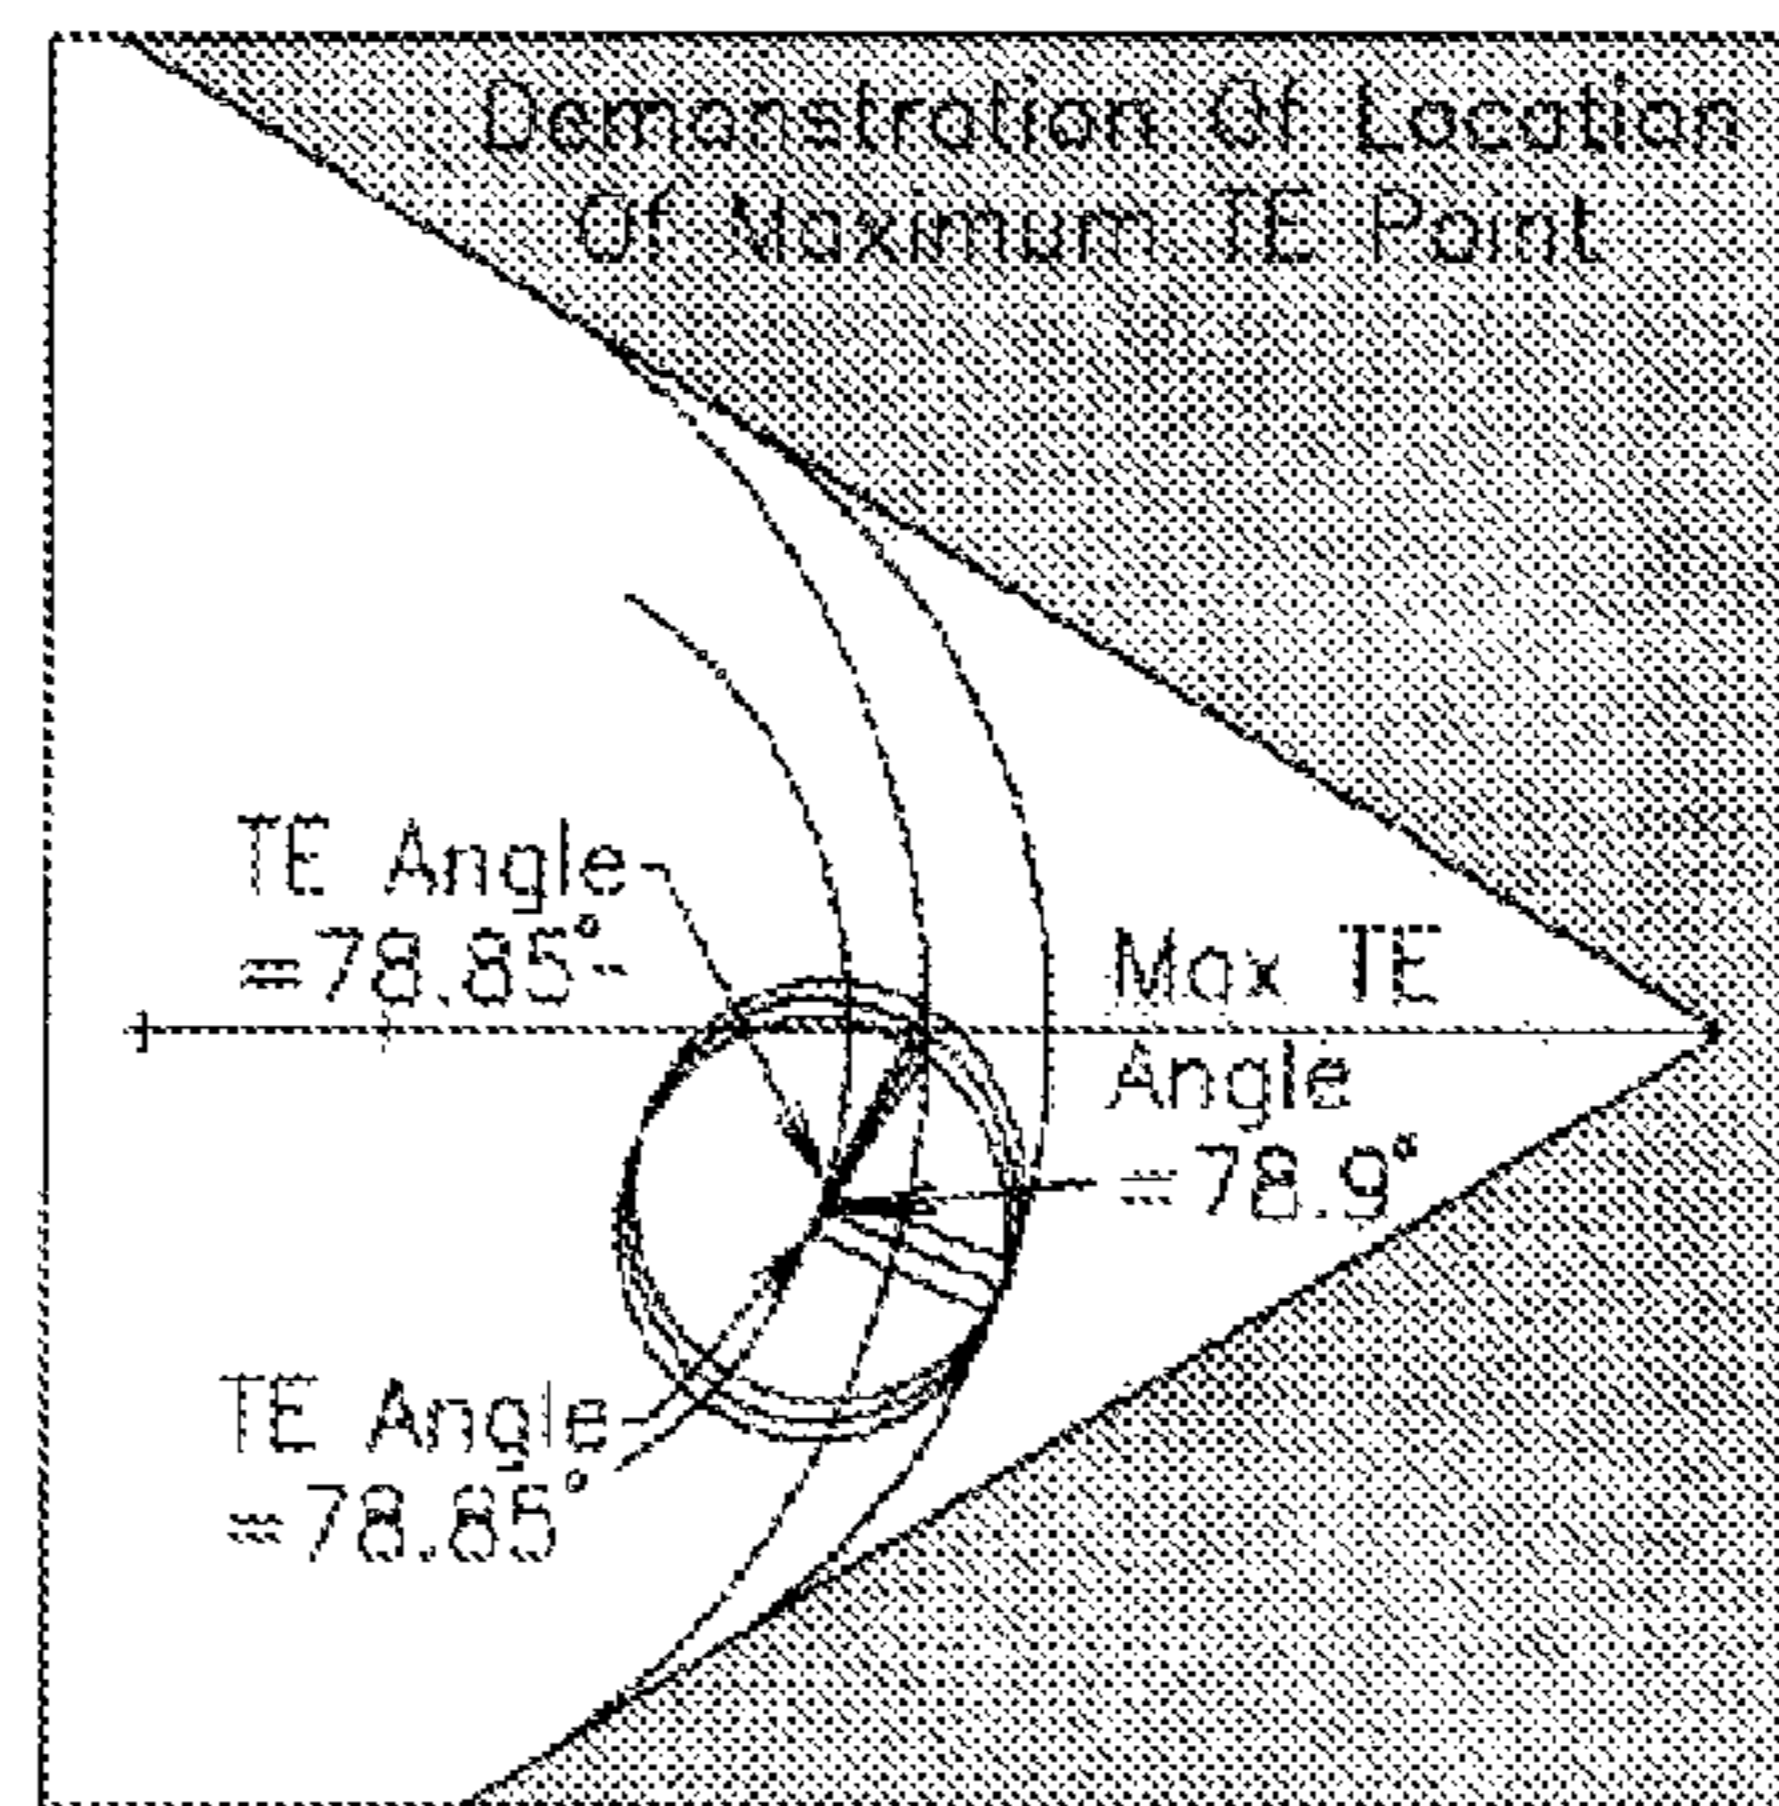 Demonstration Of Location
Of Maximum TE Point
TE Angle
=78.85°
Max TE
Angle
=78.9°
TE Angle
=78.85°